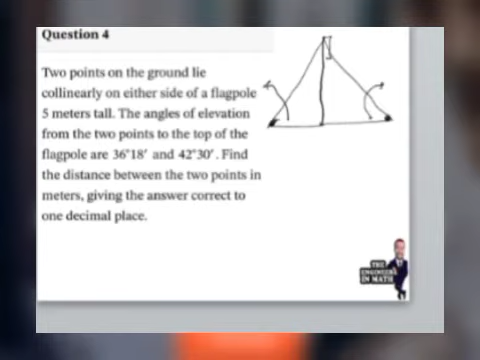 Question 4
Two points on the ground lie
collinearly on either side of a flagpole
5 meters tall. The angles of elevation
from the two points to the top of the
flagpole are 36°18′ and 42°30′. Find
the distance between the two points in
meters, giving the answer correct to
one decimal place.
THE
ENGINEER
IN MATH